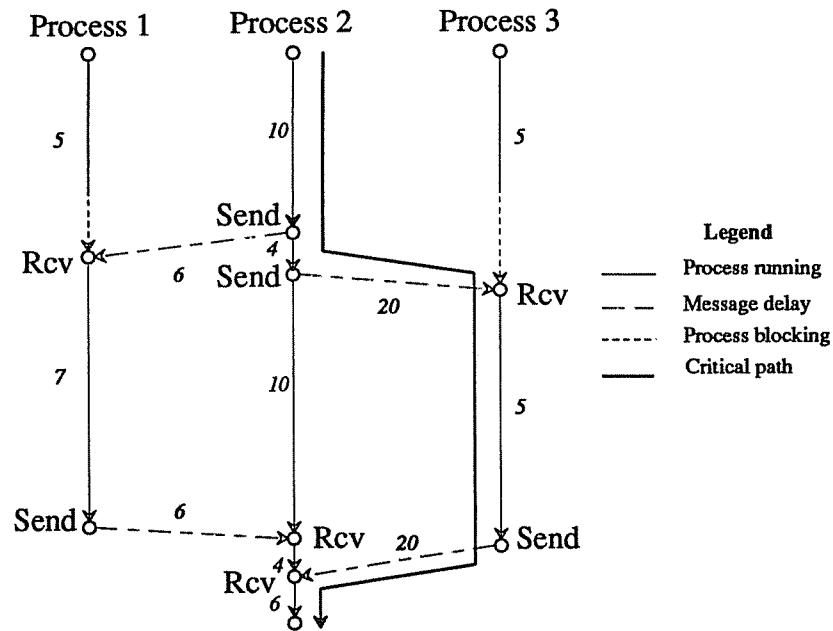 Process 1
Process 2
Process 3
5
10
5
Send
Rcv
6
4
Send
20
Rcv
7
10
5
Send
6
Rcv
20
Send
4
Rcv
6
Legend
Process running
Message delay
Process blocking
Critical path